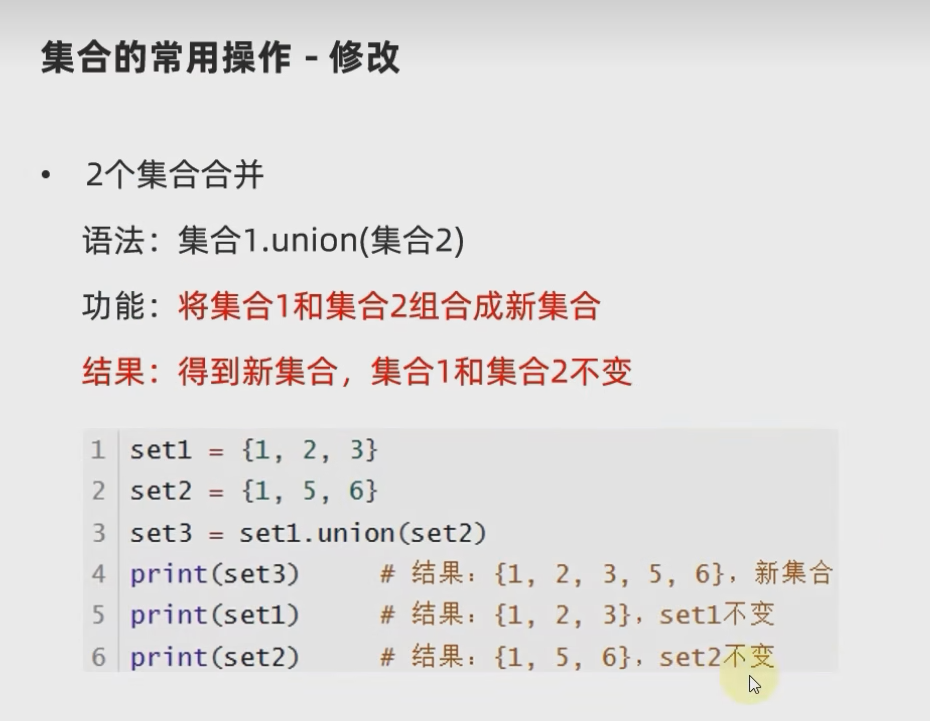 集合的常用操作 - 修改
• 2个集合合并
语法：集合1.union(集合2)
功能：将集合1和集合2组合成新集合
结果：得到新集合，集合1和集合2不变
1 set1 = {1, 2, 3}
2 set2 = {1, 5, 6}
3 set3 = set1.union(set2)
4 print(set3) # 结果：{1, 2, 3, 5, 6}，新集合
5 print(set1) # 结果：{1, 2, 3}，set1不变
6 print(set2) # 结果：{1, 5, 6}，set2不变